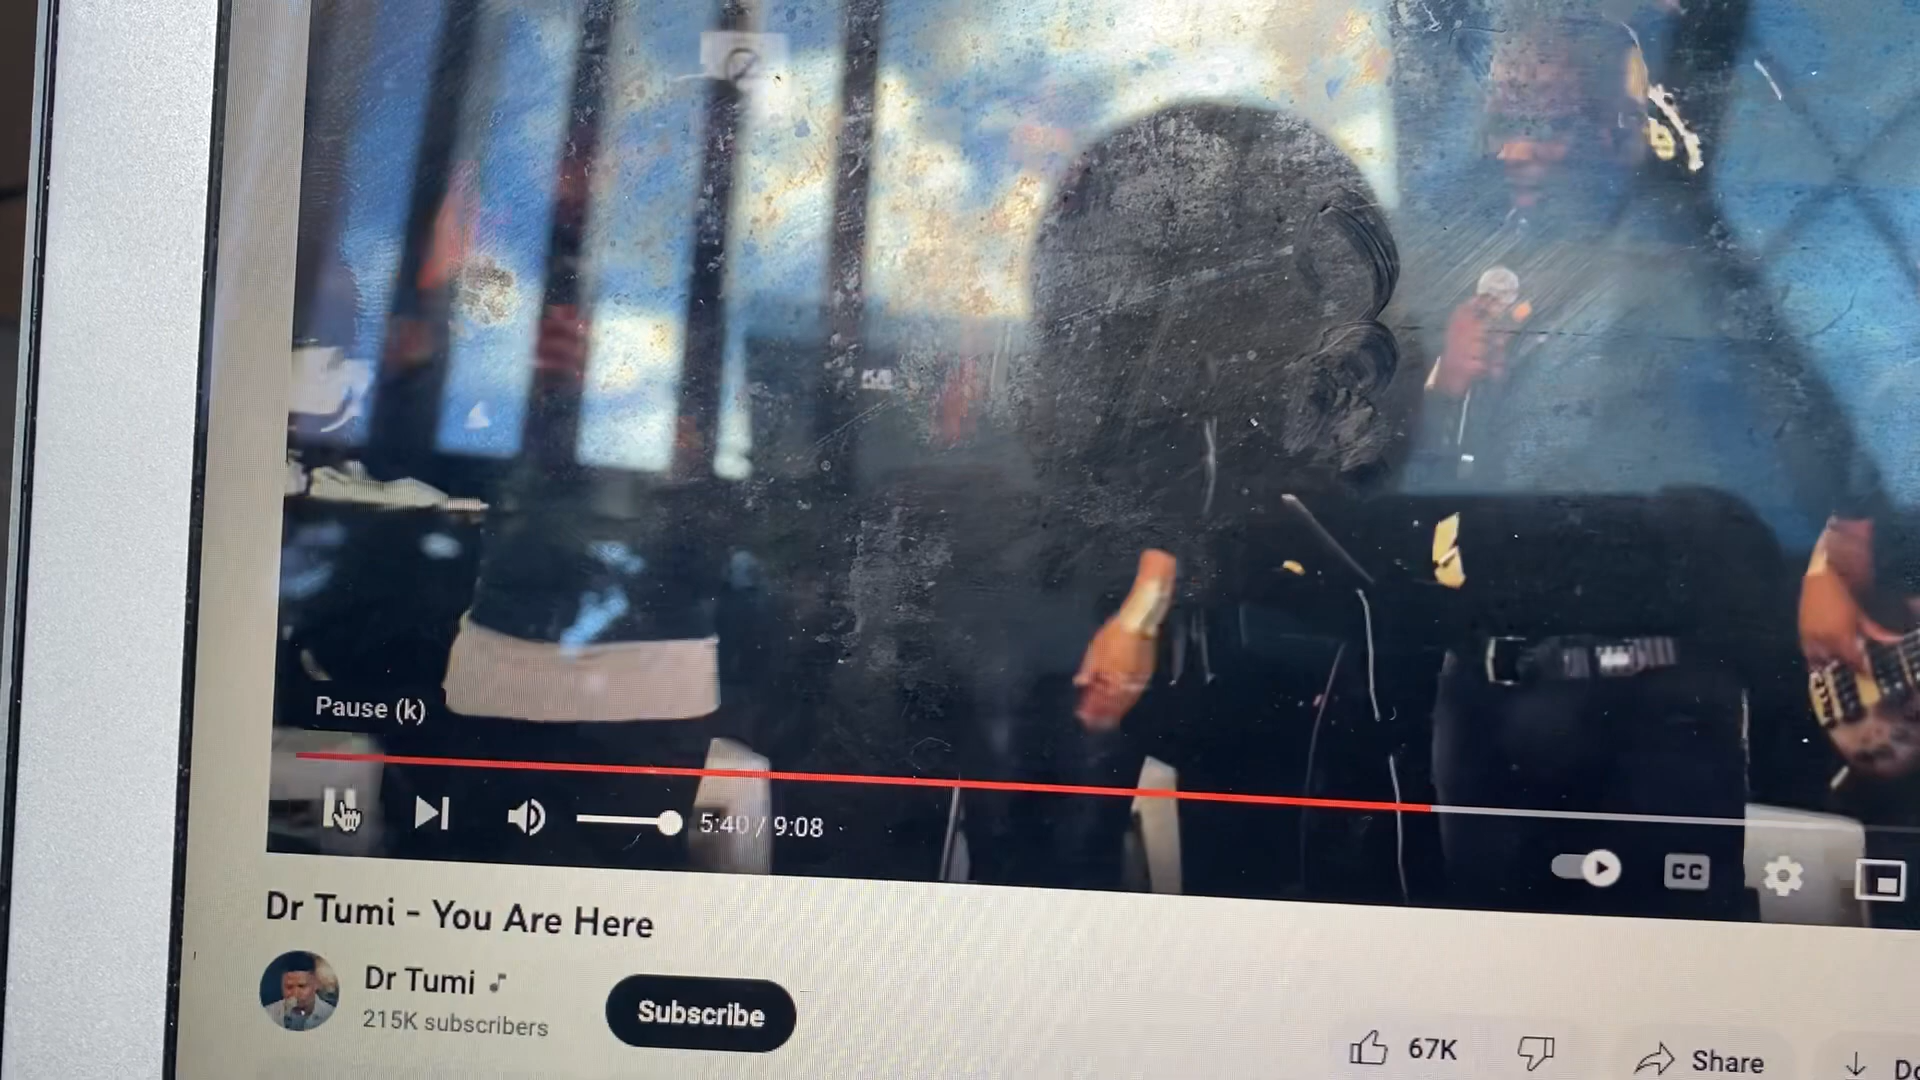 Pause (k)
5:40 / 9:08
CC
Dr Tumi - You Are Here
Dr Tumi
215K subscribers
Subscribe
67K
Share